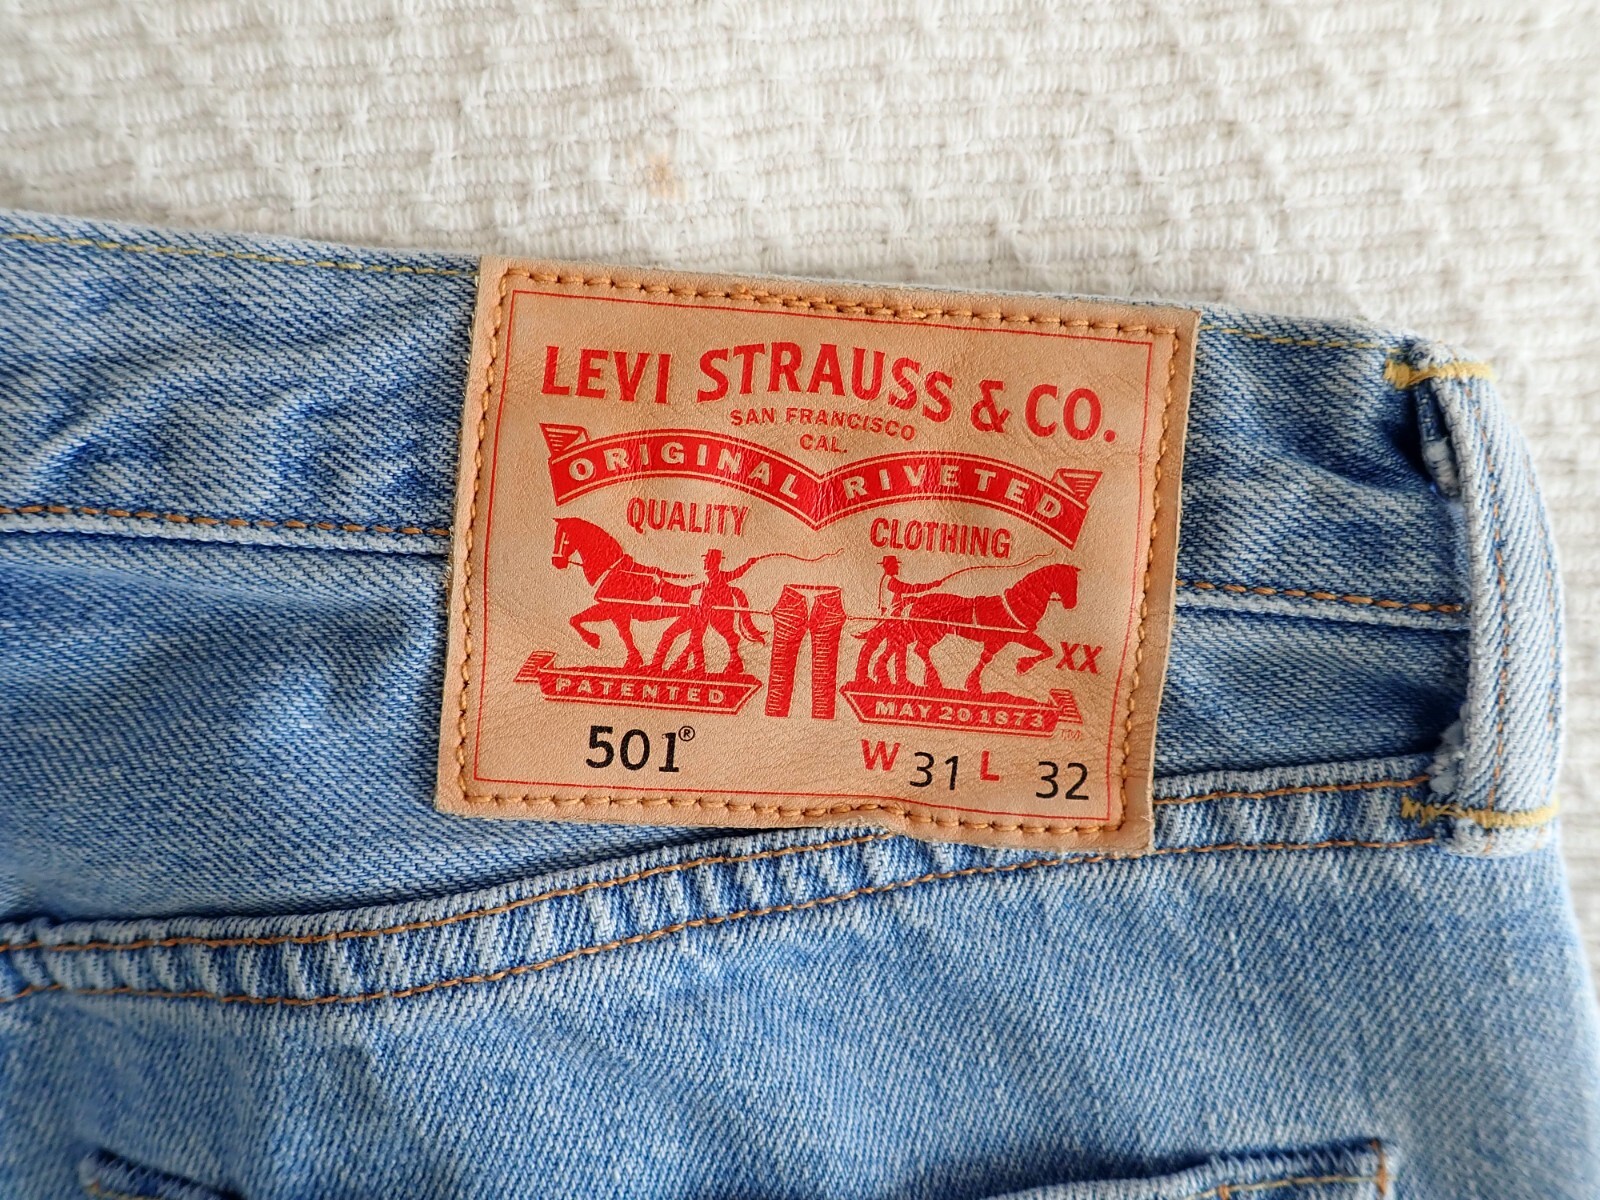 LEVI STRAUSS & CO.
SAN FRANCISCO
CAL.
ORIGINAL RIVETED
QUALITY CLOTHING
XX
PATENTED MAY 20 1873
501® W 31 L 32